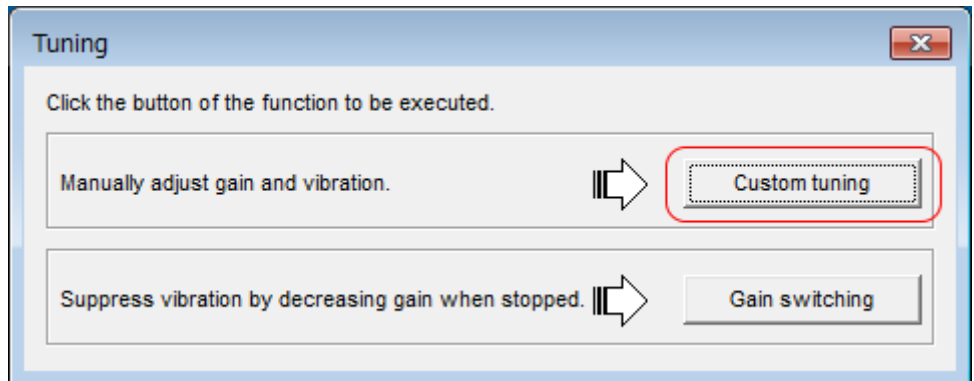 Tuning
Click the button of the function to be executed.
Manually adjust gain and vibration.
Custom tuning
Suppress vibration by decreasing gain when stopped.
Gain switching